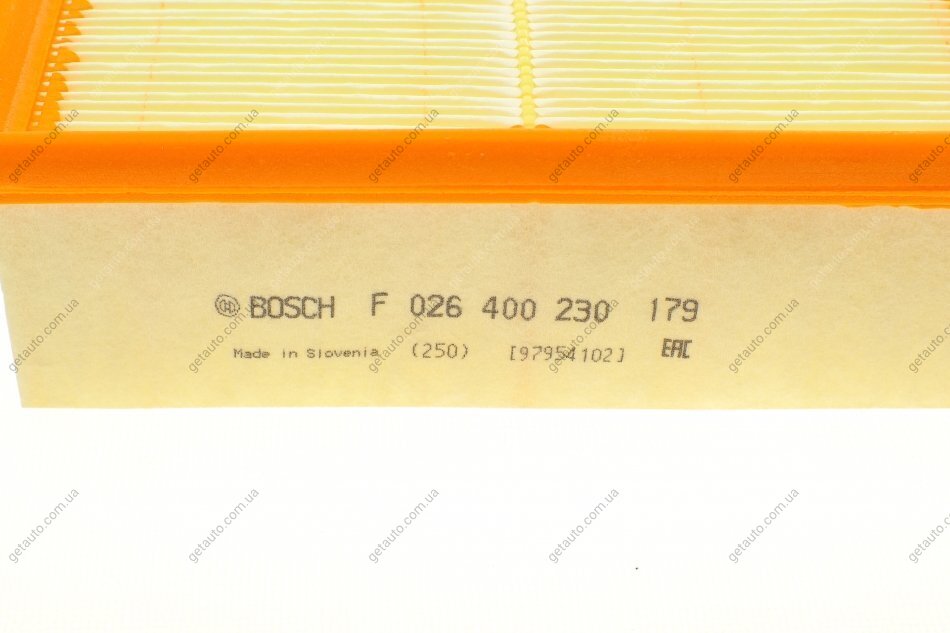 BOSCH F 026 400 230 179
Made in Slovenia (250) [97954102] EAC
getauto.com.ua